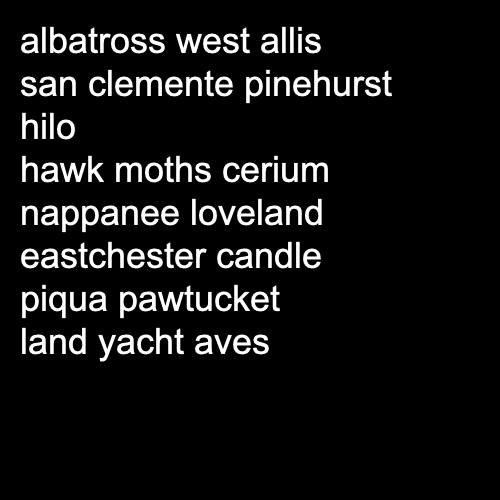 albatross west allis
san clemente pinehurst
hilo
hawk moths cerium
nappanee loveland
eastchester candle
piqua pawtucket
land yacht aves